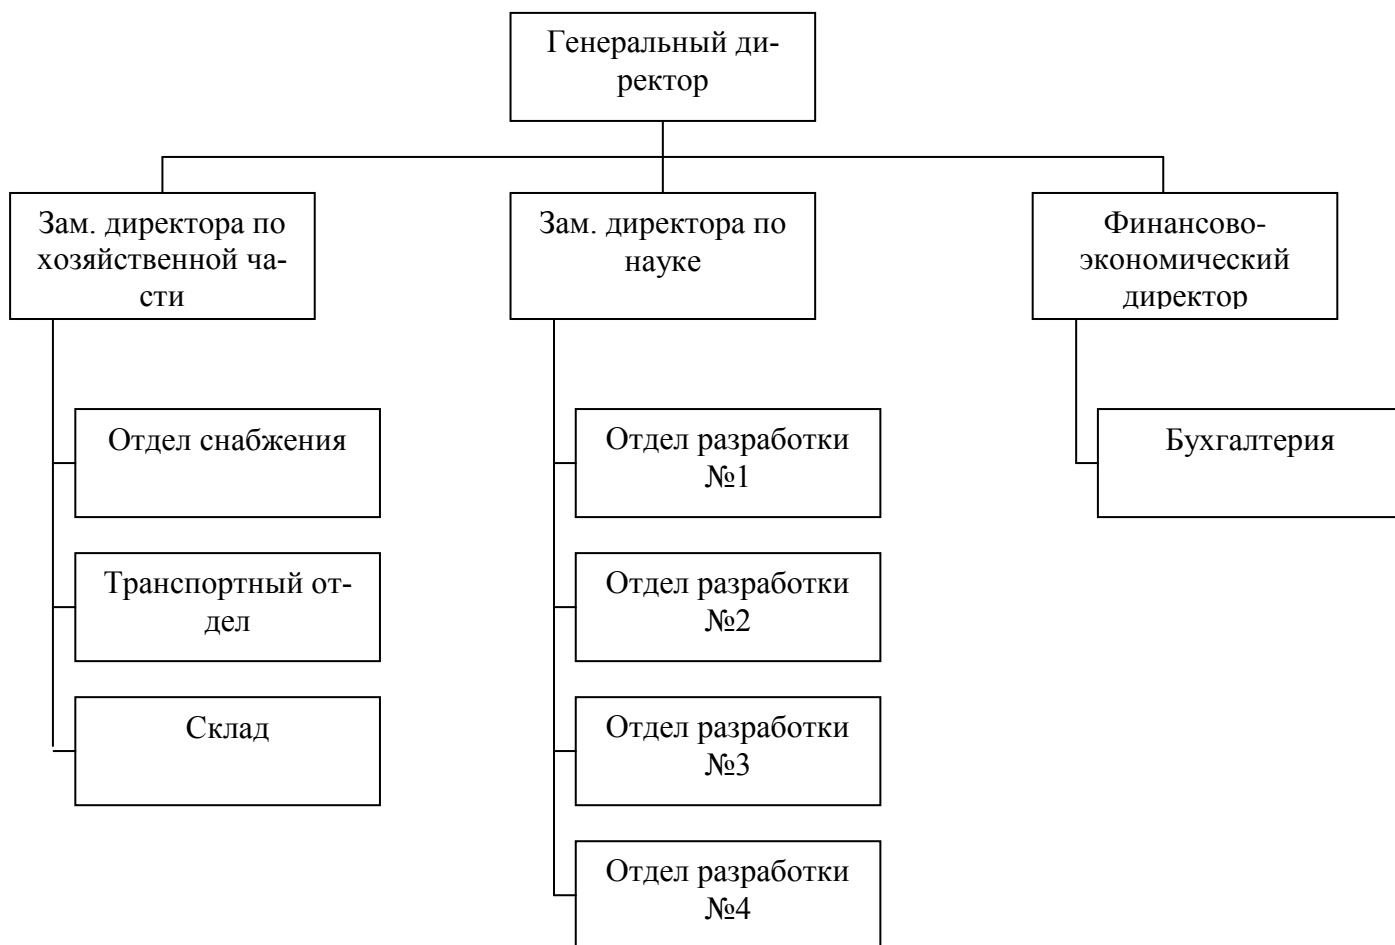 Генеральный ди-
ректор
Зам. директора по
хозяйственной ча-
сти
Зам. директора по
науке
Финансово-
экономический
директор
Отдел снабжения
Транспортный от-
дел
Склад
Отдел разработки
№1
Отдел разработки
№2
Отдел разработки
№3
Отдел разработки
№4
Бухгалтерия